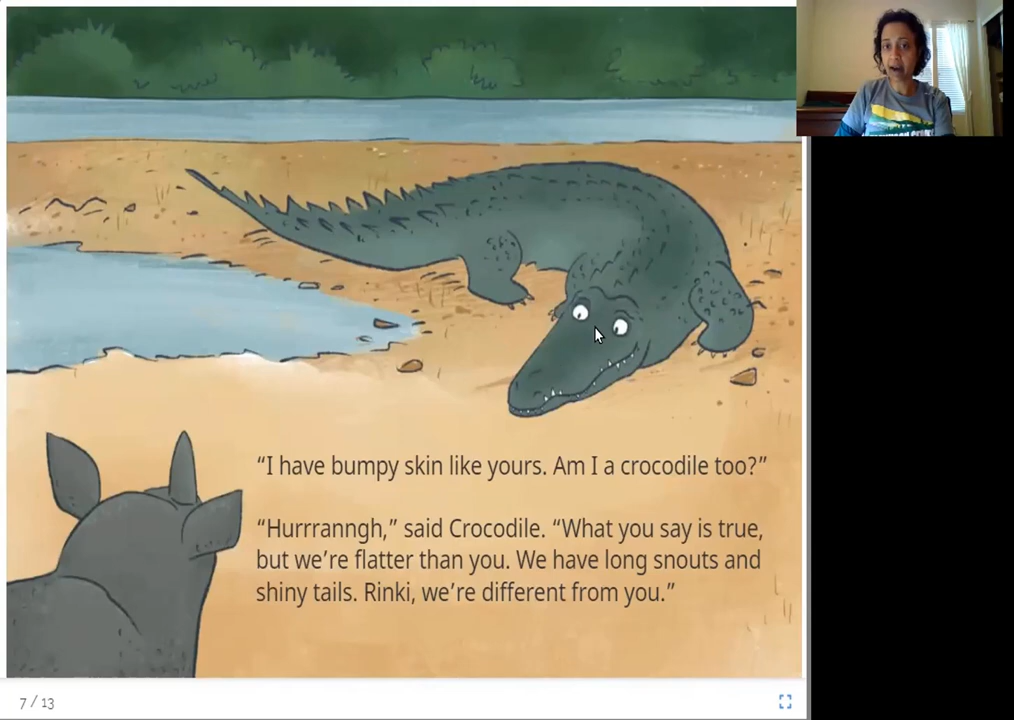 “I have bumpy skin like yours. Am I a crocodile too?”
“Hurrranngh,” said Crocodile. “What you say is true,
but we’re flatter than you. We have long snouts and
shiny tails. Rinki, we’re different from you.”
7 / 13